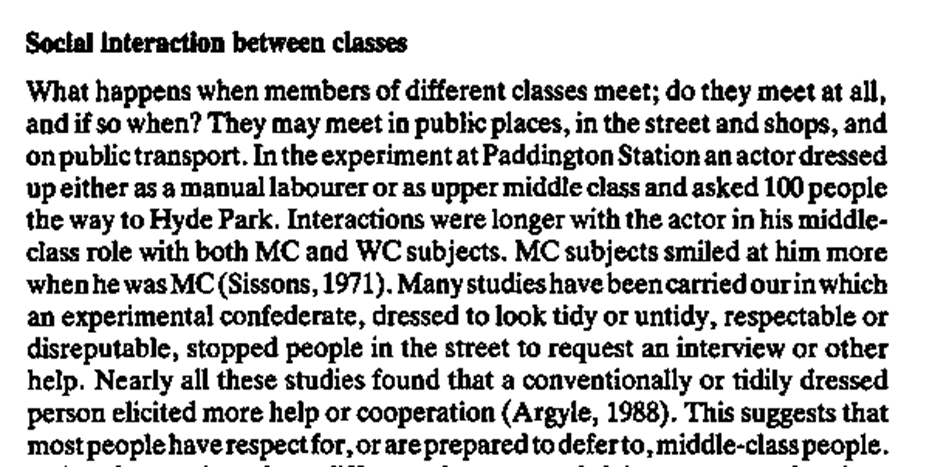 Social interaction between classes
What happens when members of different classes meet; do they meet at all,
and if so when? They may meet in public places, in the street and shops, and
on public transport. In the experiment at Paddington Station an actor dressed
up either as a manual labourer or as upper middle class and asked 100 people
the way to Hyde Park. Interactions were longer with the actor in his middle-
class role with both MC and WC subjects. MC subjects smiled at him more
when he was MC (Sissons, 1971). Many studies have been carried our in which
an experimental confederate, dressed to look tidy or untidy, respectable or
disreputable, stopped people in the street to request an interview or other
help. Nearly all these studies found that a conventionally or tidily dressed
person elicited more help or cooperation (Argyle, 1988). This suggests that
most people have respect for, or are prepared to defer to, middle-class people.